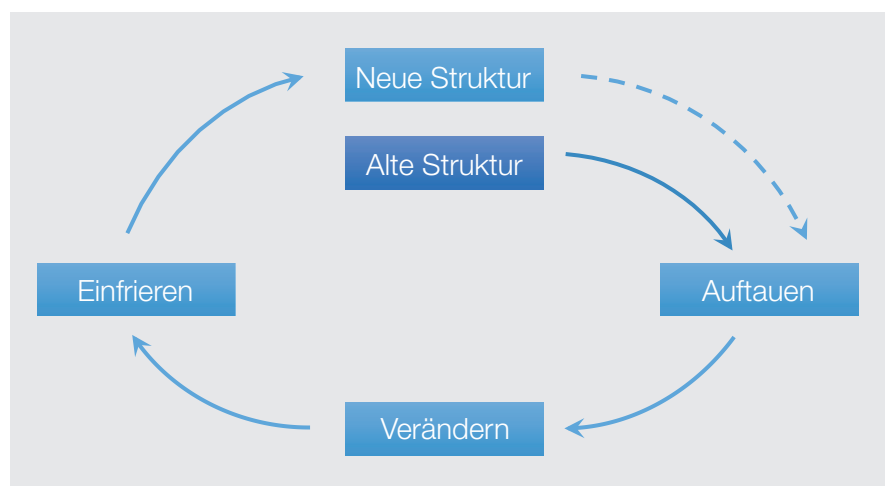 Neue Struktur
Alte Struktur
Einfrieren
Auftauen
Verändern